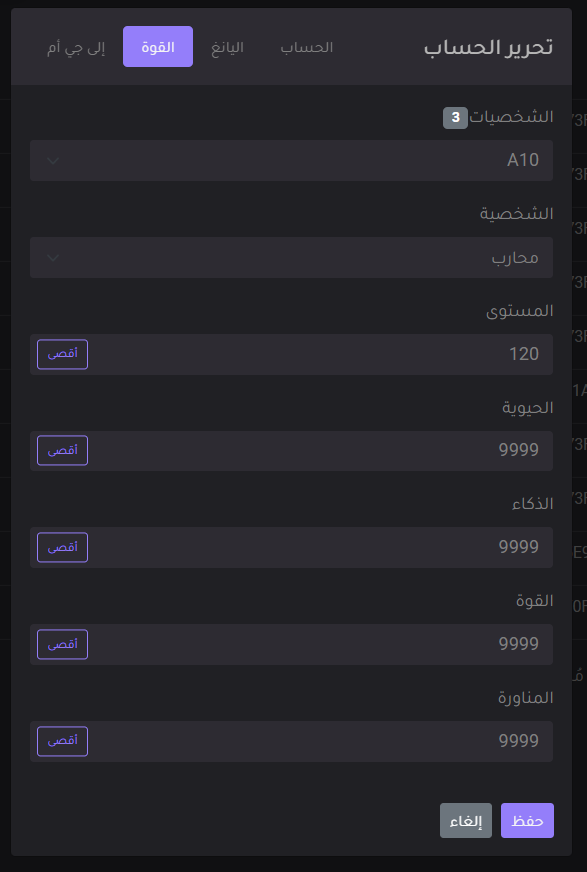 تحرير الحساب
الحساب اليانغ القوة إلى جي أم
الشخصيات 3
A10
الشخصية
محارب
المستوى
120 أقصى
الحيوية
9999 أقصى
الذكاء
9999 أقصى
القوة
9999 أقصى
المناورة
9999 أقصى
حفظ إلغاء